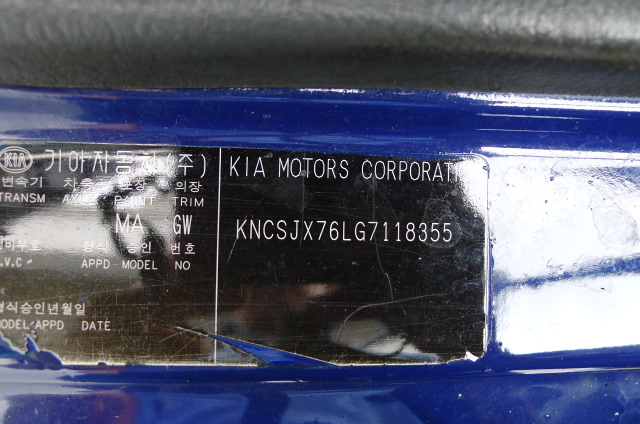 KIA 기아자동차(주)
KIA MOTORS CORPORATI
변속기 차축 도장 의장
TRANSM AXLE PAINT TRIM
MA GW
KNCSJX76LG7118355
형식 승인 번호
.V.C APPD MODEL NO
형식승인년월일
MODEL/APPD DATE